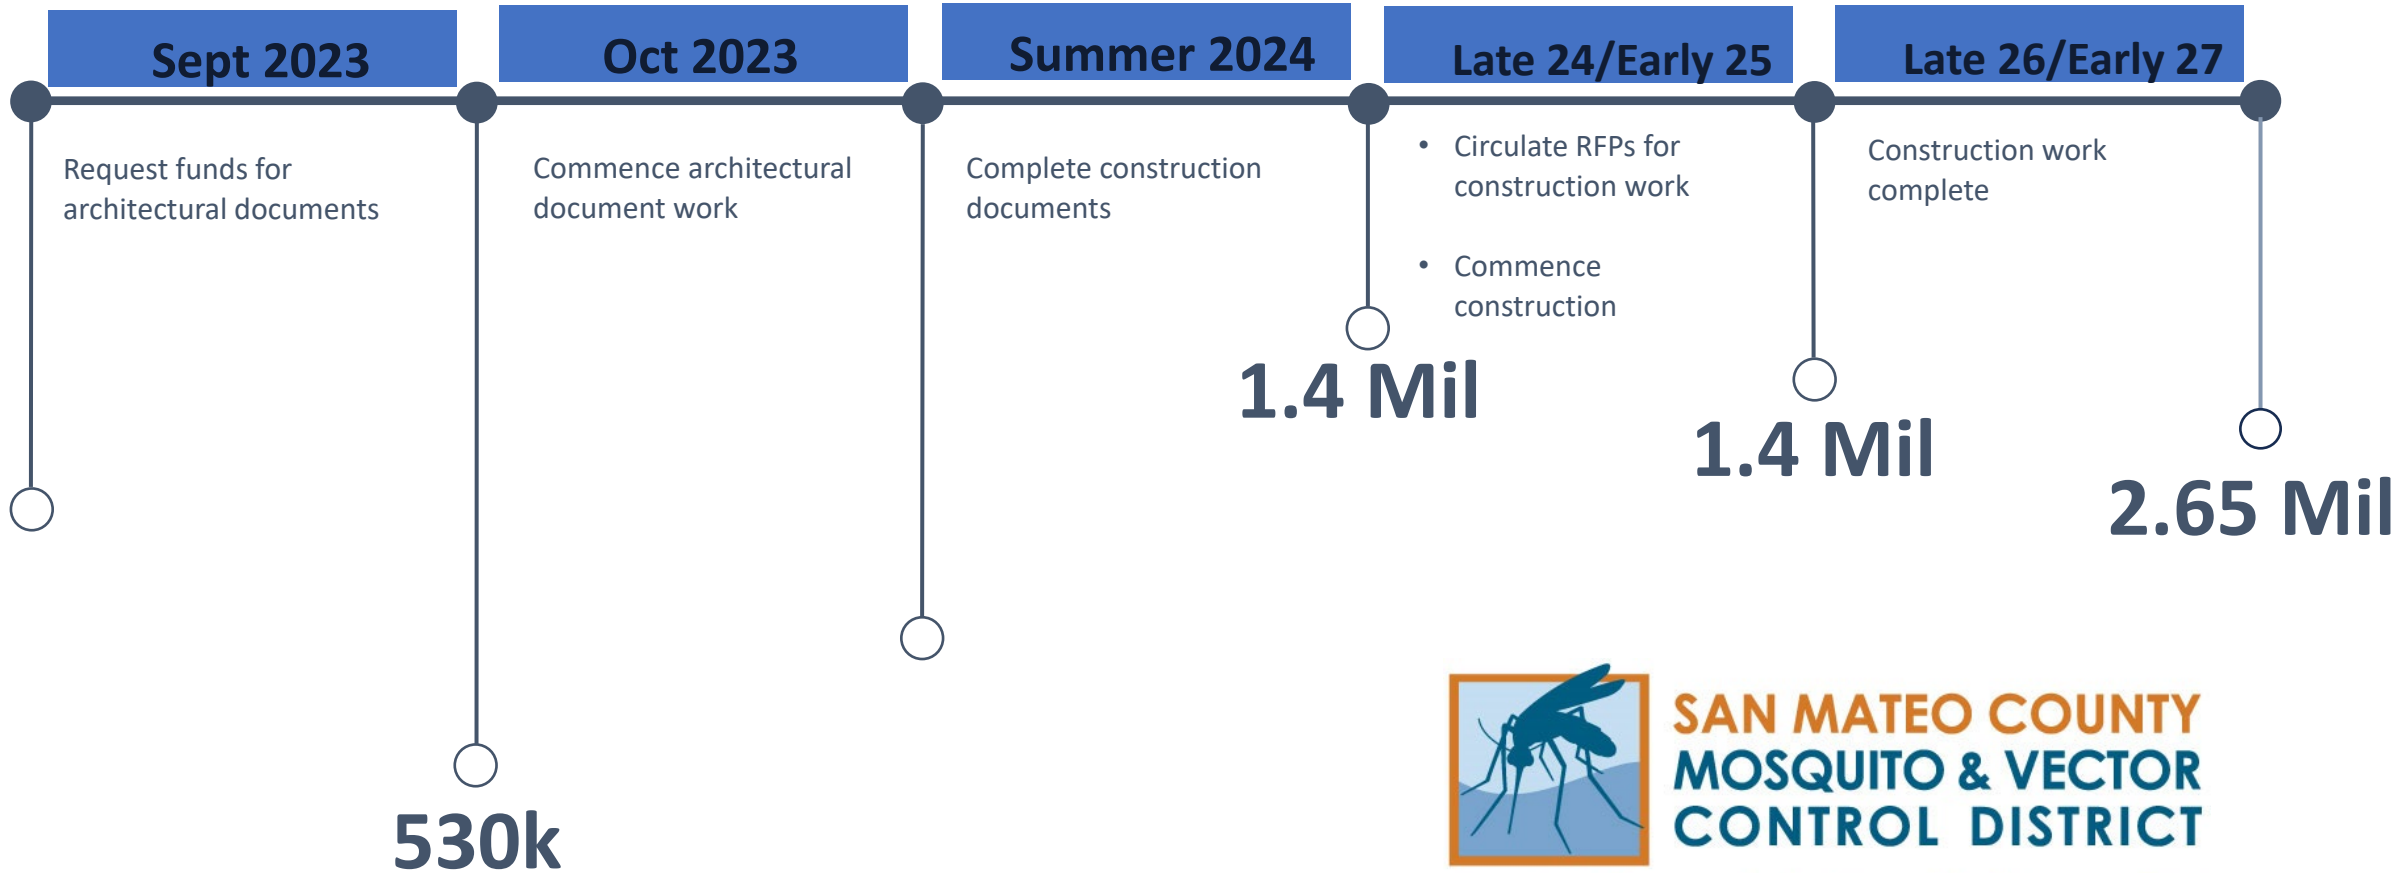 Sept 2023
Oct 2023
Summer 2024
Late 24/Early 25
Late 26/Early 27
Request funds for
architectural documents
Commence architectural
document work
Complete construction
documents
• Circulate RFPs for
construction work
• Commence
construction
Construction work
complete
1.4 Mil
1.4 Mil
2.65 Mil
530k
SAN MATEO COUNTY
MOSQUITO & VECTOR
CONTROL DISTRICT